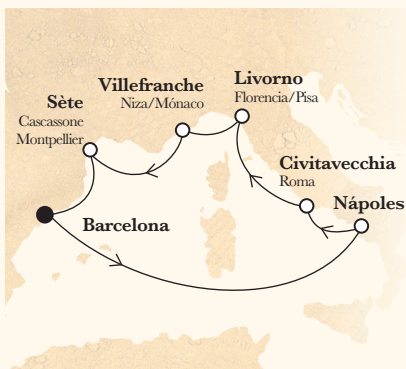 Livorno
Florencia/Pisa
Villefranche
Niza/Mónaco
Sète
Cascassone
Montpellier
Civitavecchia
Roma
Nápoles
Barcelona